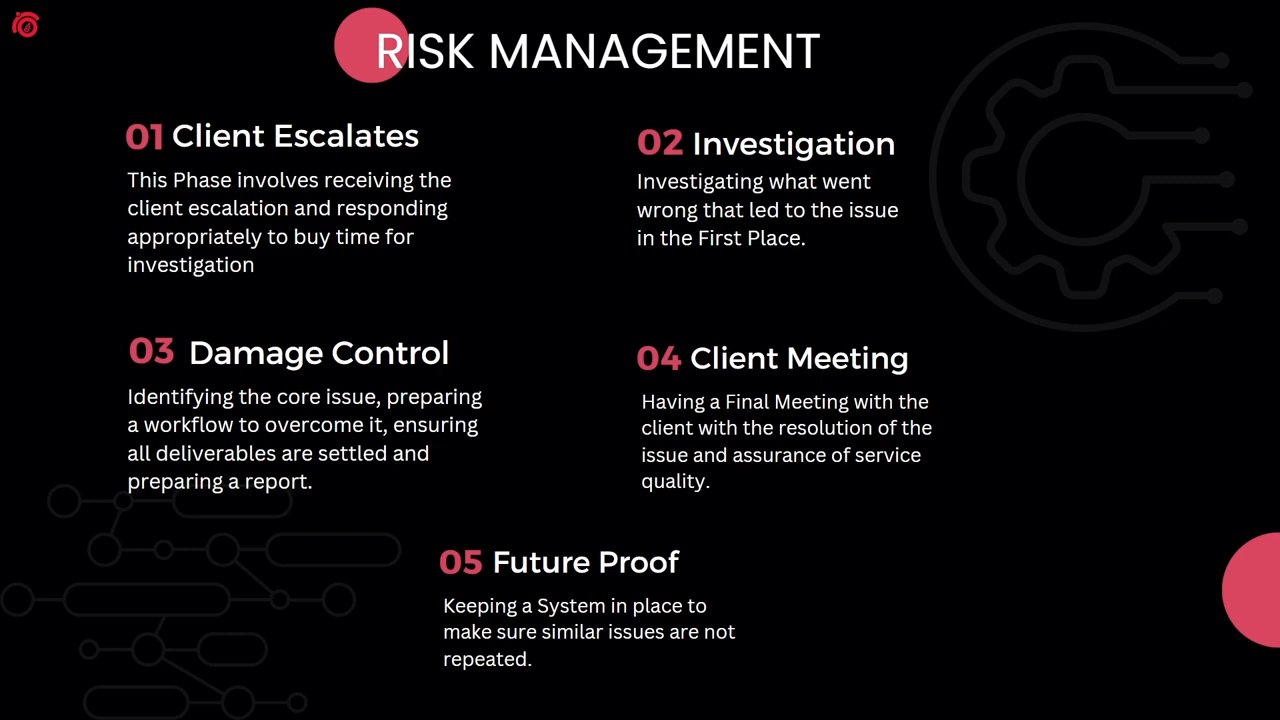 RISK MANAGEMENT
01 Client Escalates
This Phase involves receiving the
client escalation and responding
appropriately to buy time for
investigation
02 Investigation
Investigating what went
wrong that led to the issue
in the First Place.
03 Damage Control
Identifying the core issue, preparing
a workflow to overcome it, ensuring
all deliverables are settled and
preparing a report.
04 Client Meeting
Having a Final Meeting with the
client with the resolution of the
issue and assurance of service
quality.
05 Future Proof
Keeping a System in place to
make sure similar issues are not
repeated.